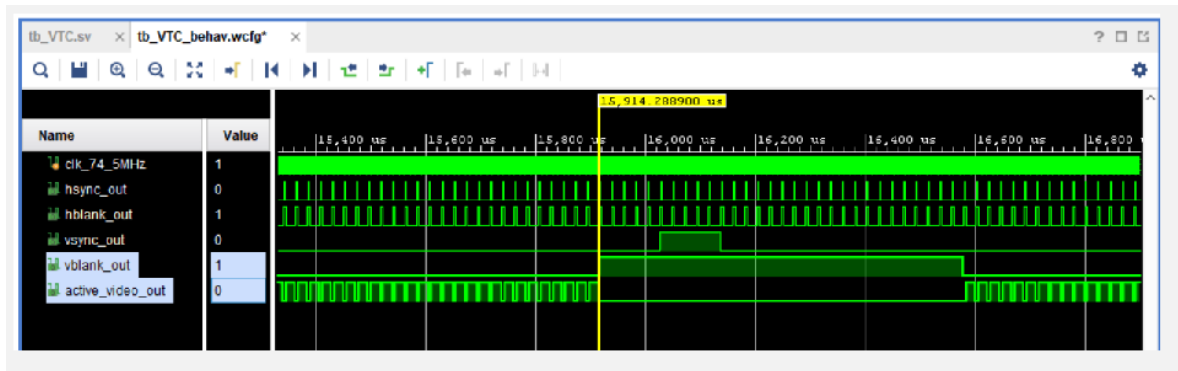 tb_VTC.sv × tb_VTC_behav.wcfg* × ?
15,914.288900 us
Name Value 15,400 us 15,600 us 15,800 us 16,000 us 16,200 us 16,400 us 16,600 us 16,800
clk_74_5MHz 1
hsync_out 0
hblank_out 1
vsync_out 0
vblank_out 1
active_video_out 0